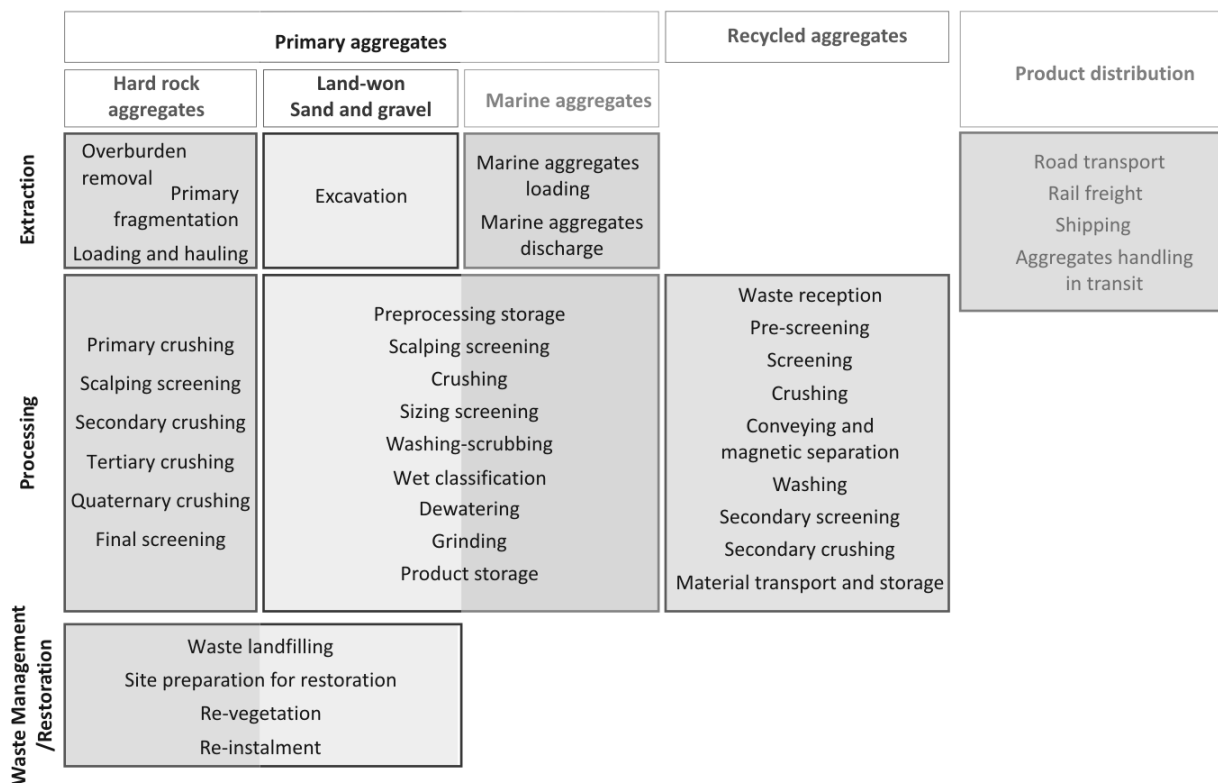 Primary aggregates
Recycled aggregates
Product distribution
Hard rock
aggregates
Land-won
Sand and gravel
Marine aggregates
Extraction
Overburden
removal
Primary
fragmentation
Loading and hauling
Excavation
Marine aggregates
loading
Marine aggregates
discharge
Road transport
Rail freight
Shipping
Aggregates handling
in transit
Processing
Primary crushing
Scalping screening
Secondary crushing
Tertiary crushing
Quaternary crushing
Final screening
Preprocessing storage
Scalping screening
Crushing
Sizing screening
Washing-scrubbing
Wet classification
Dewatering
Grinding
Product storage
Waste reception
Pre-screening
Screening
Crushing
Conveying and
magnetic separation
Washing
Secondary screening
Secondary crushing
Material transport and storage
Waste Management
/Restoration
Waste landfilling
Site preparation for restoration
Re-vegetation
Re-instalment